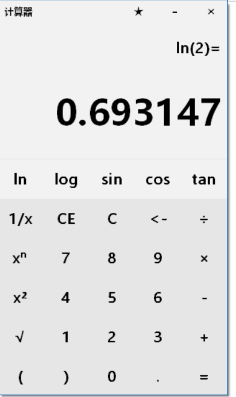 计算器 ★ - ×
ln(2)=
0.693147
ln log sin cos tan
1/x CE C <- ÷
xⁿ 7 8 9 ×
x² 4 5 6 -
√ 1 2 3 +
( ) 0 . =